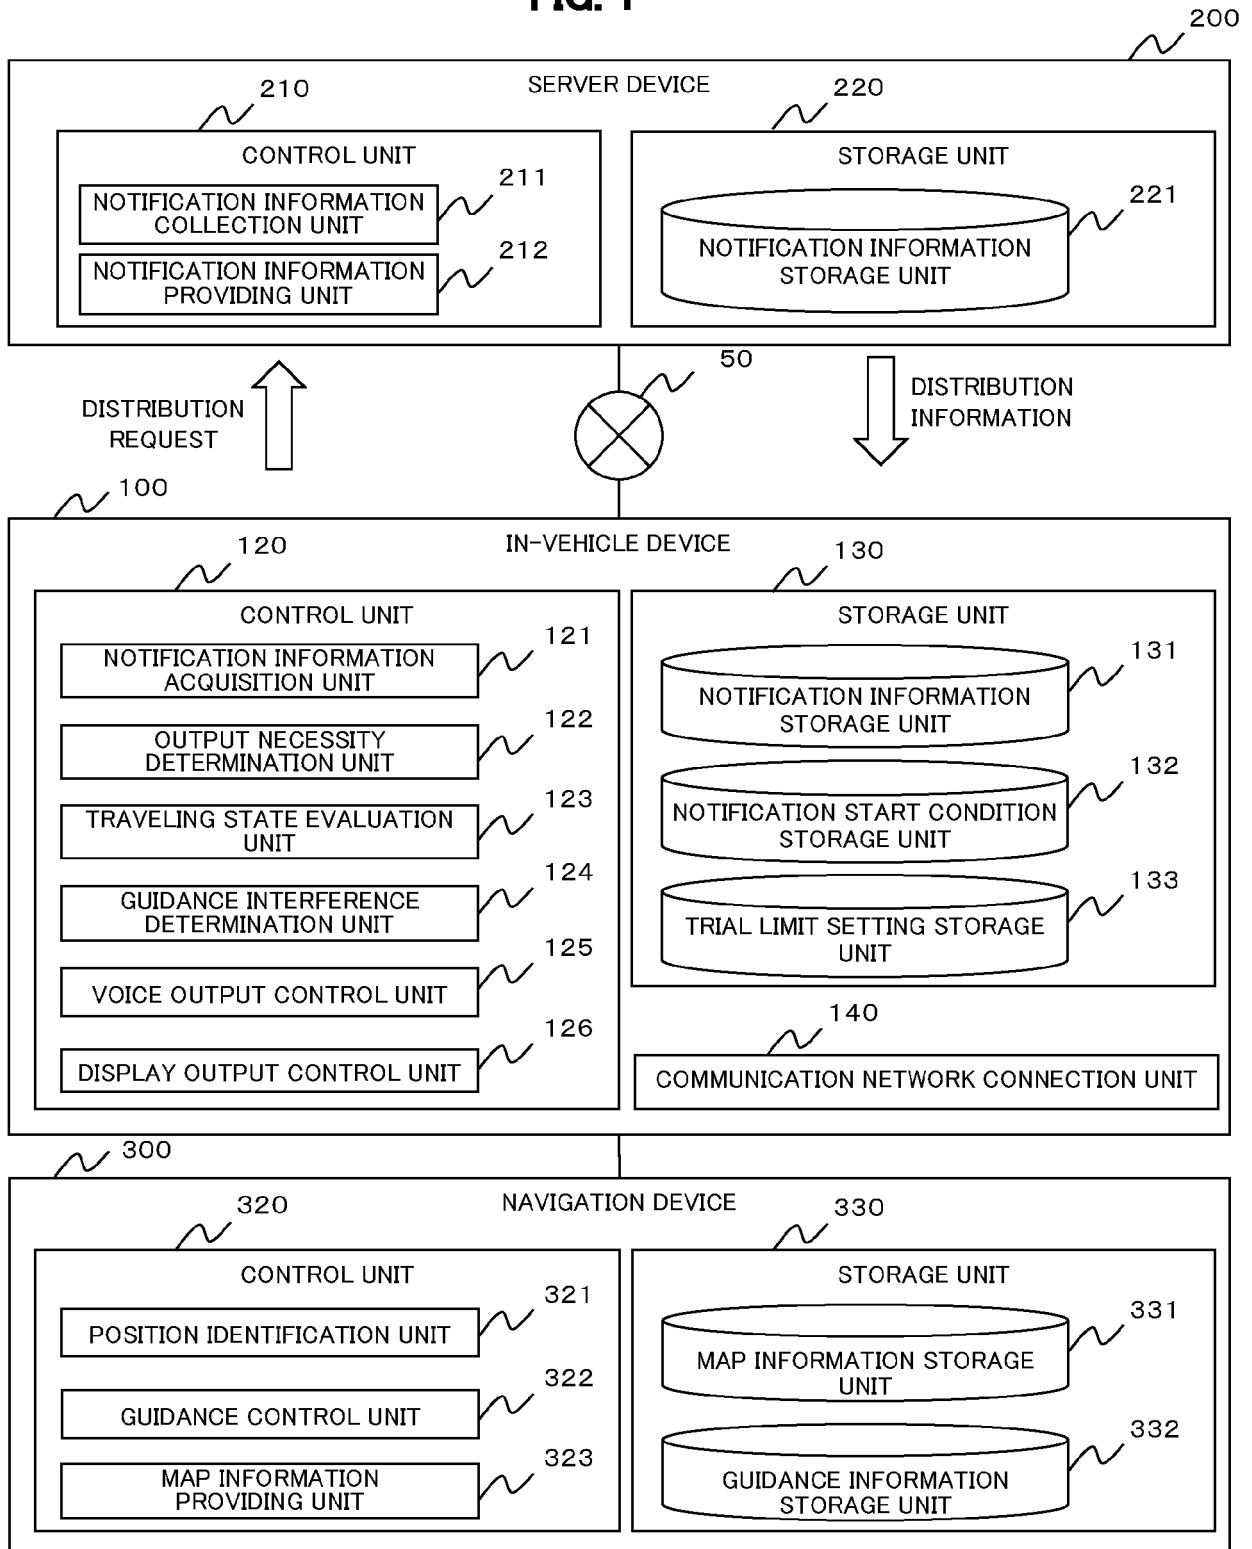 FIG. 1
200
SERVER DEVICE
210
CONTROL UNIT
211
NOTIFICATION INFORMATION
COLLECTION UNIT
212
NOTIFICATION INFORMATION
PROVIDING UNIT
220
STORAGE UNIT
221
NOTIFICATION INFORMATION
STORAGE UNIT
DISTRIBUTION
REQUEST
50
DISTRIBUTION
INFORMATION
100
IN-VEHICLE DEVICE
120
CONTROL UNIT
121
NOTIFICATION INFORMATION
ACQUISITION UNIT
122
OUTPUT NECESSITY
DETERMINATION UNIT
123
TRAVELING STATE EVALUATION
UNIT
124
GUIDANCE INTERFERENCE
DETERMINATION UNIT
125
VOICE OUTPUT CONTROL UNIT
126
DISPLAY OUTPUT CONTROL UNIT
130
STORAGE UNIT
131
NOTIFICATION INFORMATION
STORAGE UNIT
132
NOTIFICATION START CONDITION
STORAGE UNIT
133
TRIAL LIMIT SETTING STORAGE
UNIT
140
COMMUNICATION NETWORK CONNECTION UNIT
300
NAVIGATION DEVICE
320
CONTROL UNIT
321
POSITION IDENTIFICATION UNIT
322
GUIDANCE CONTROL UNIT
323
MAP INFORMATION
PROVIDING UNIT
330
STORAGE UNIT
331
MAP INFORMATION STORAGE
UNIT
332
GUIDANCE INFORMATION
STORAGE UNIT